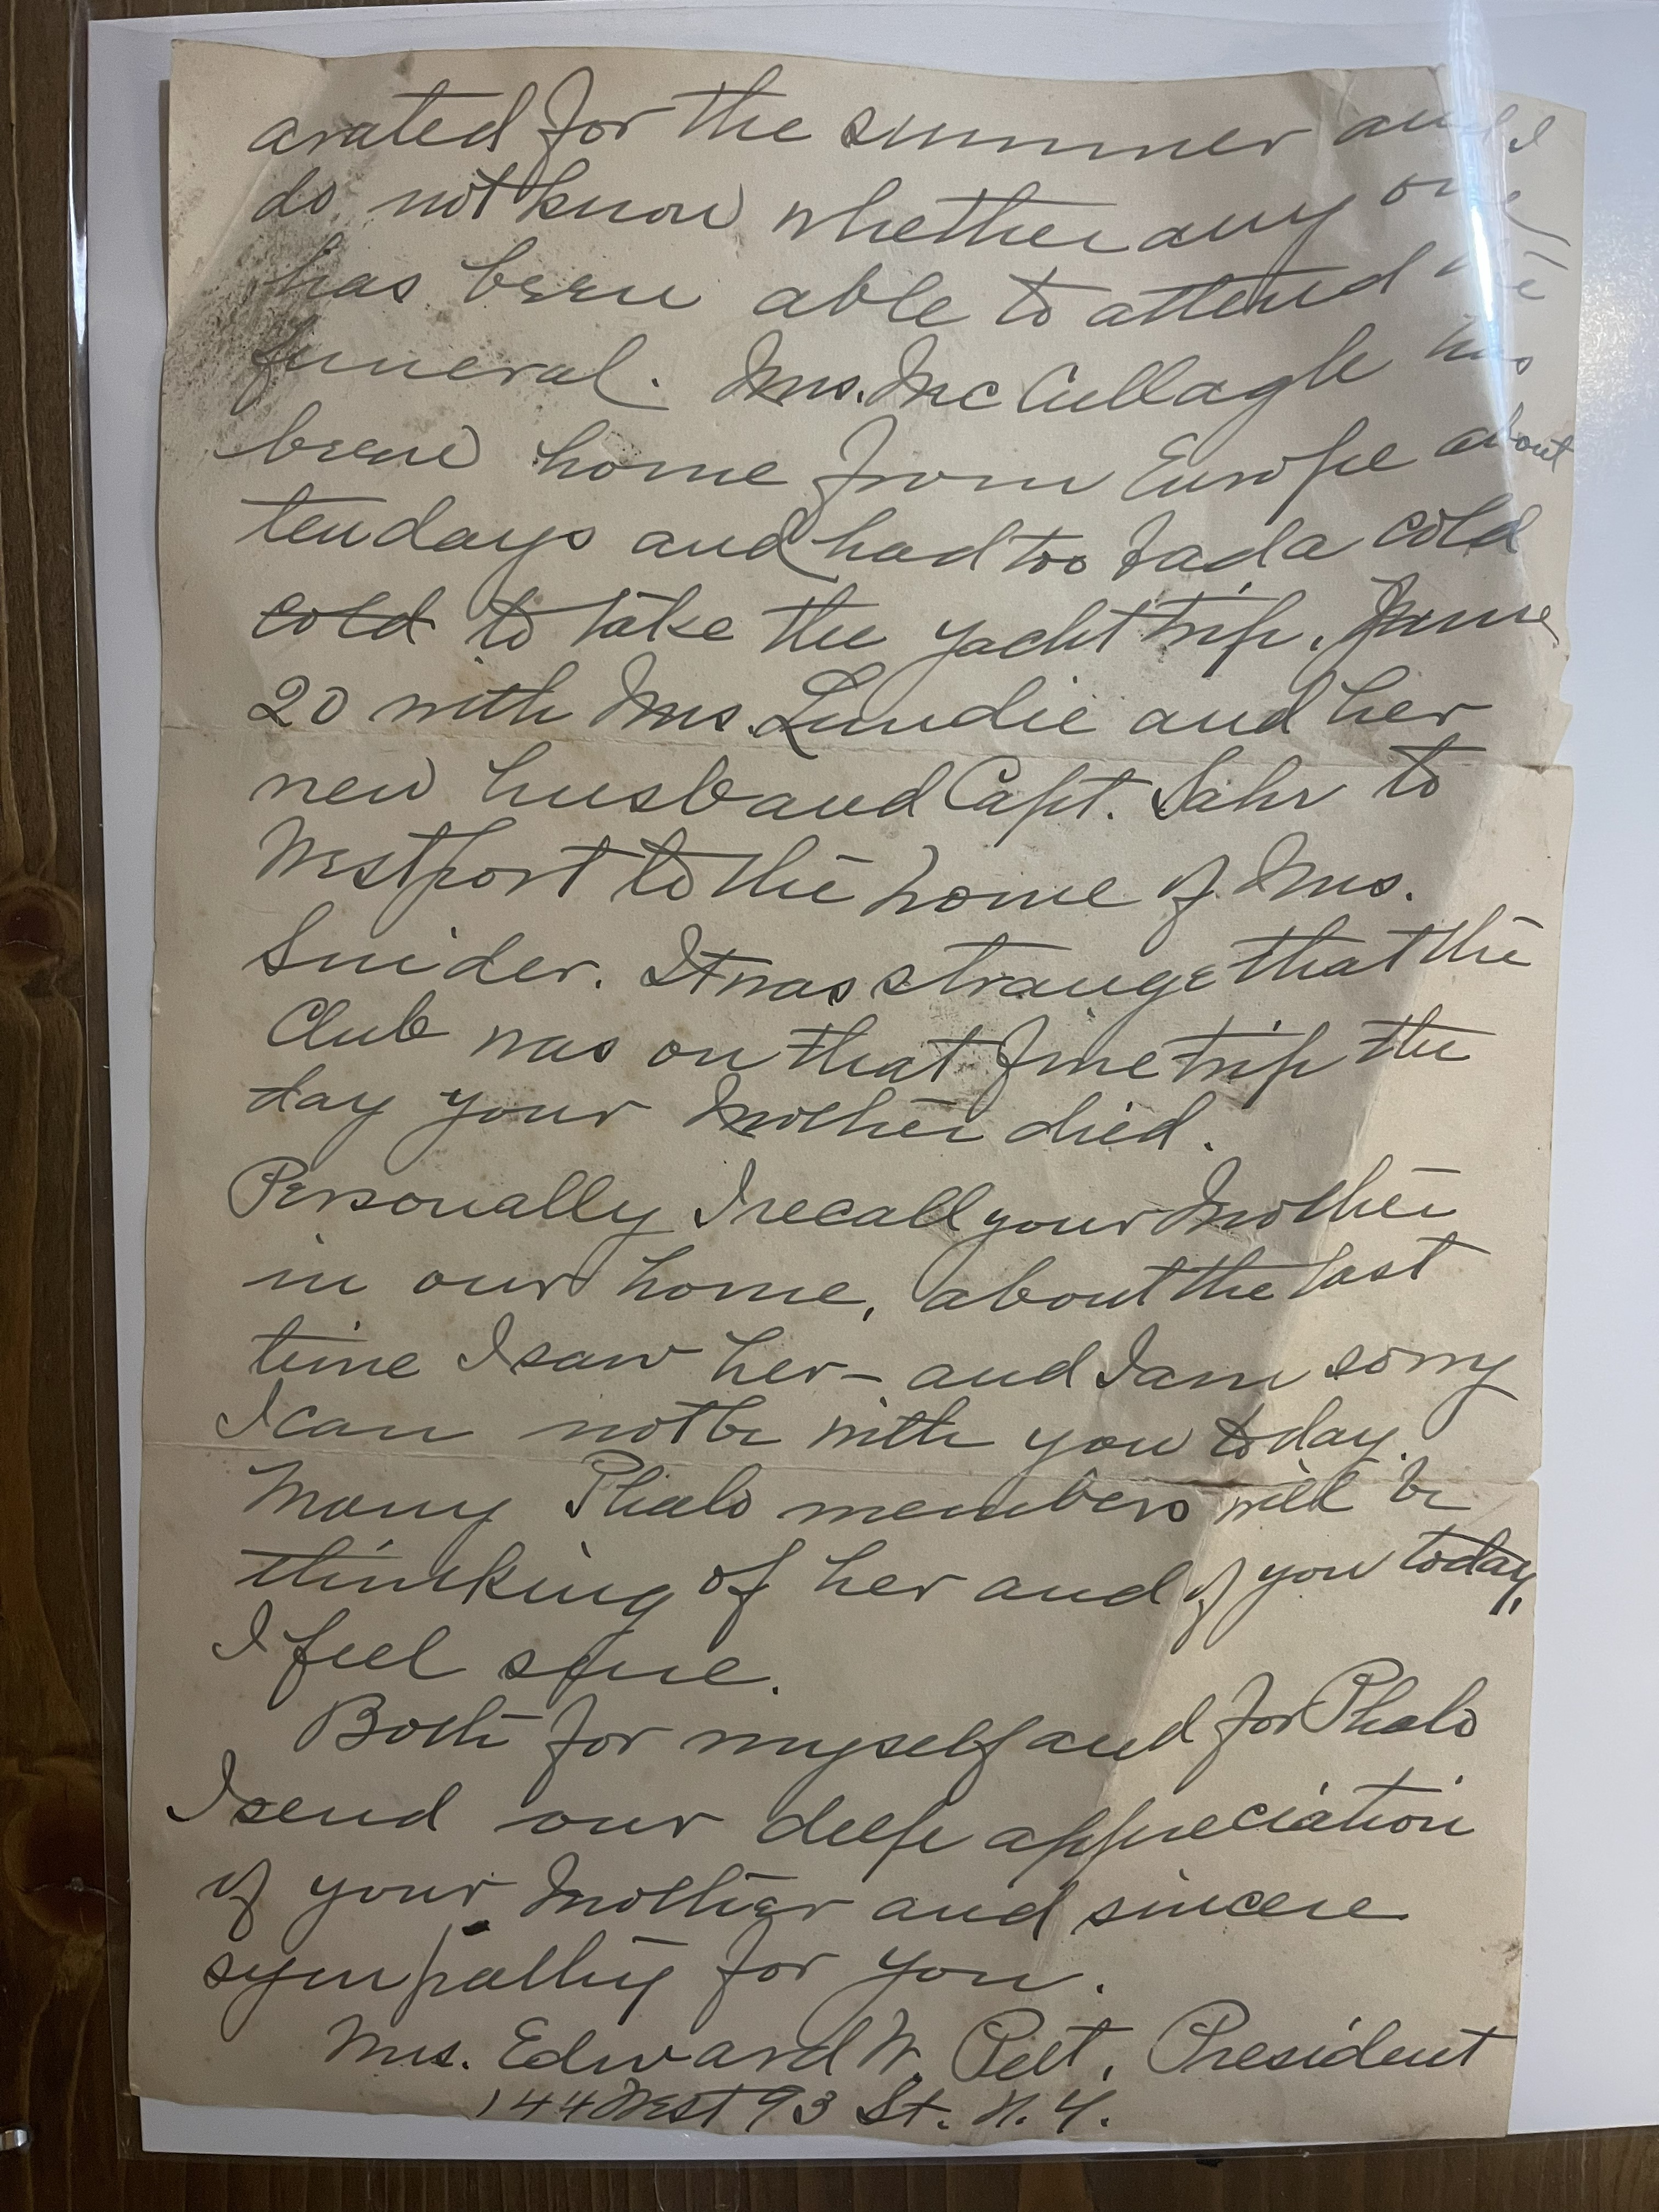 arated for the summer and I
do not know whether any one
has been able to attend the
funeral. Mrs. McCullagh has
been home from Europe about
ten days and had too bad a cold
cold to take the yacht trip, June
20 with Mrs. Lundie and her
new husband Capt. Sahr to
Westport to the home of Mrs.
Snider. It was strange that the
Club was on that fine trip the
day your Mother died.
Personally I recall your Mother
in our home, about the last
time I saw her – and I am sorry
I can not be with you today.
Many Phalo members will be
thinking of her and of you today,
I feel sure.
Both for myself and for Phalo
I send our deep appreciation
of your Mother and sincere
sympathy for you.
Mrs. Edward W. Pitt, President
144 West 93 St. N.Y.